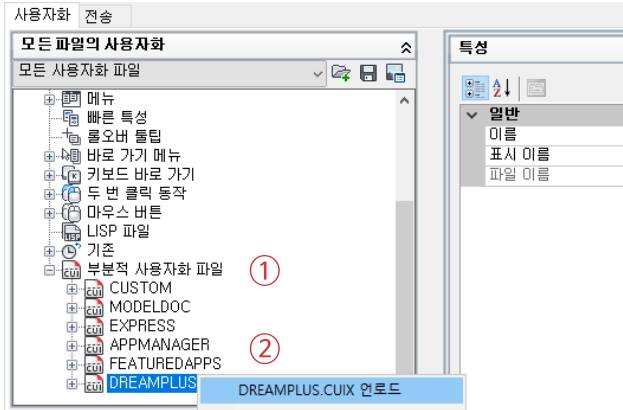 사용자화 전송
모든 파일의 사용자화
모든 사용자화 파일
메뉴
빠른 특성
롤오버 툴팁
바로 가기 메뉴
키보드 바로 가기
두 번 클릭 동작
마우스 버튼
LISP 파일
기존
부분적 사용자화 파일 ①
CUSTOM
MODELDOC
EXPRESS
APPMANAGER ②
FEATUREDAPPS
DREAMPLUS
DREAMPLUS.CUIX 언로드
특성
일반
이름
표시 이름
파일 이름